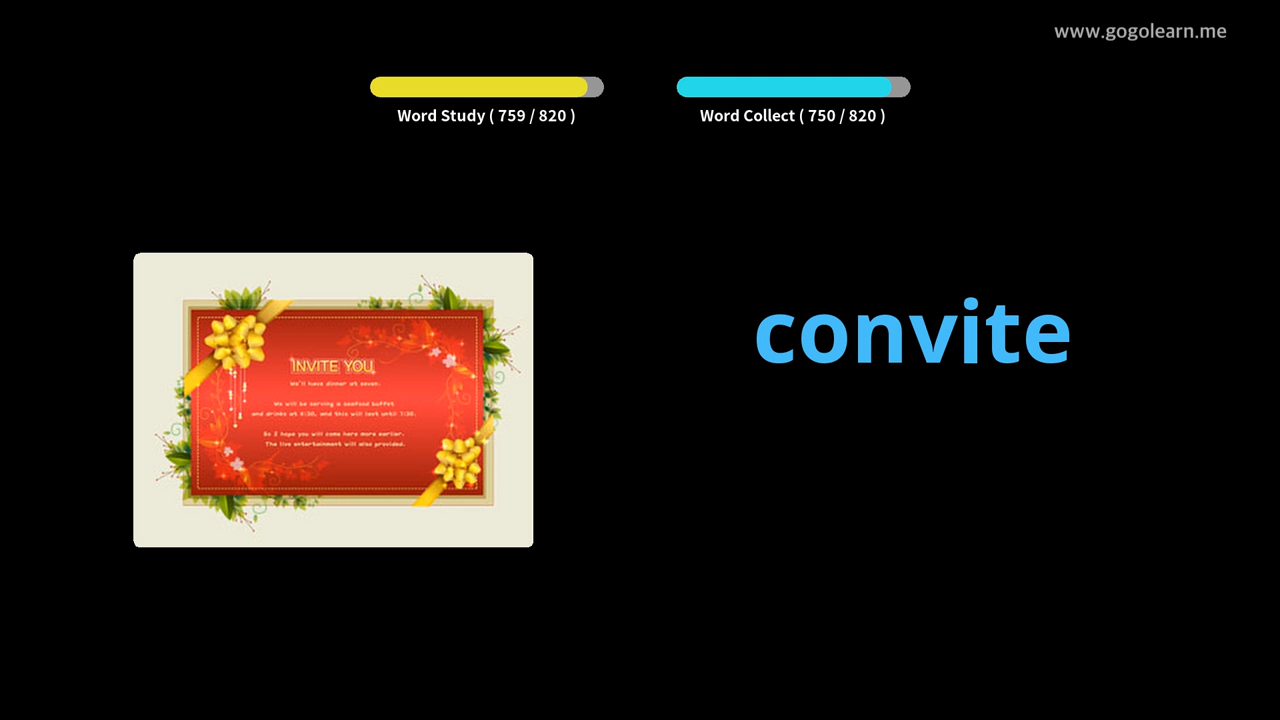 www.gogolearn.me
Word Study ( 759 / 820 )
Word Collect ( 750 / 820 )
INVITE YOU
We'll have dinner at seven.
We will be serving a seafood buffet
and drinks at 6:30, and this will last until 7:30.
So I hope you will come here more earlier.
The live entertainment will also provided.
convite